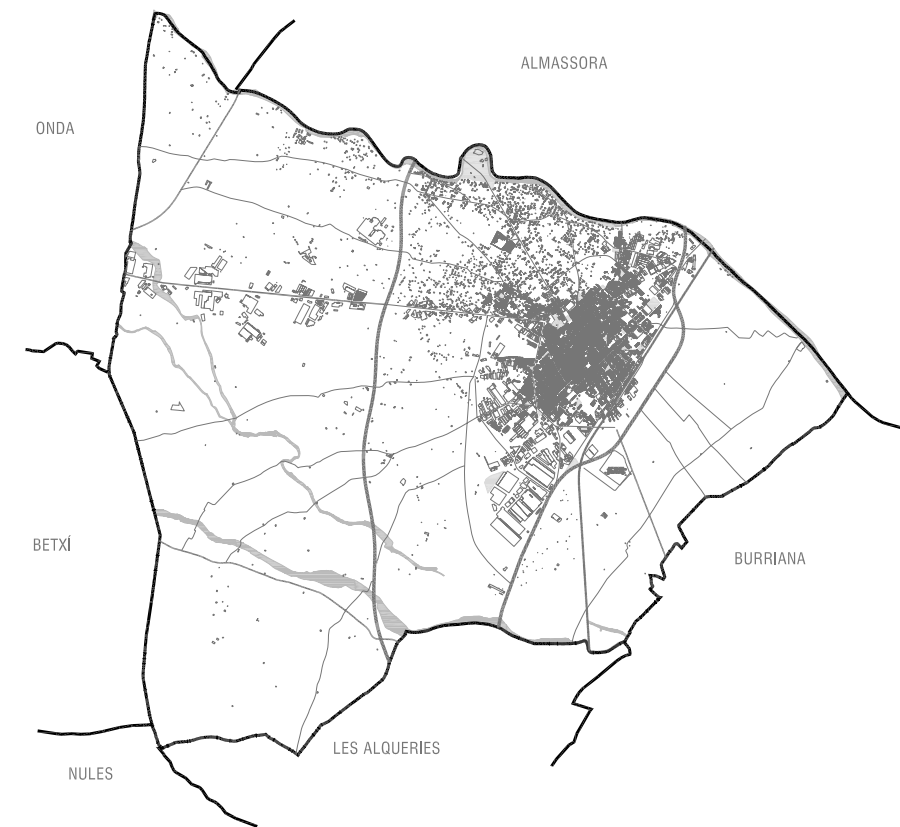 ALMASSORA
ONDA
BETXÍ
BURRIANA
LES ALQUERIES
NULES